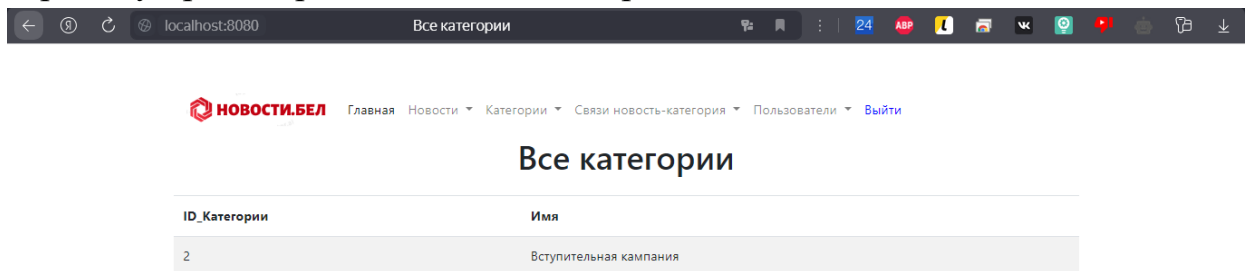 localhost:8080 Все категории 24 ABP
НОВОСТИ.БЕЛ Главная Новости Категории Связи новость-категория Пользователи Выйти
Все категории
ID_Категории Имя
2 Вступительная кампания